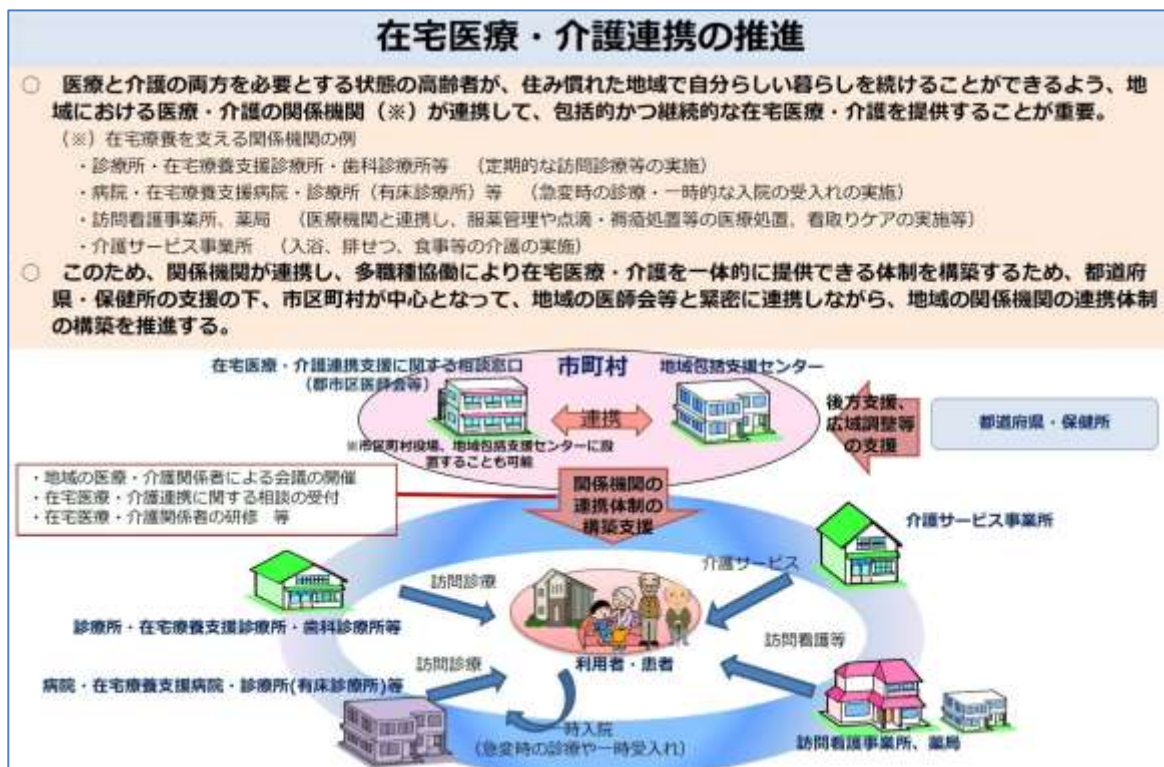 在宅医療・介護連携の推進
○ 医療と介護の両方を必要とする状態の高齢者が、住み慣れた地域で自分らしい暮らしを続けることができるよう、地
域における医療・介護の関係機関（※）が連携して、包括的かつ継続的な在宅医療・介護を提供することが重要。
（※）在宅療養を支える関係機関の例
・診療所・在宅療養支援診療所・歯科診療所等 （定期的な訪問診療等の実施）
・病院・在宅療養支援病院・診療所（有床診療所）等 （急変時の診療・一時的な入院の受入れの実施）
・訪問看護事業所、薬局 （医療機関と連携し、服薬管理や点滴・褥瘡処置等の医療処置、看取りケアの実施等）
・介護サービス事業所 （入浴、排せつ、食事等の介護の実施）
○ このため、関係機関が連携し、多職種協働により在宅医療・介護を一体的に提供できる体制を構築するため、都道府
県・保健所の支援の下、市区町村が中心となって、地域の医師会等と緊密に連携しながら、地域の関係機関の連携体制
の構築を推進する。
在宅医療・介護連携支援に関する相談窓口
（郡市区医師会等）
市町村
地域包括支援センター
連携
※市区町村役場、地域包括支援センターに設
置することも可能
後方支援、
広域調整等
の支援
都道府県・保健所
・地域の医療・介護関係者による会議の開催
・在宅医療・介護連携に関する相談の受付
・在宅医療・介護関係者の研修 等
関係機関の
連携体制の
構築支援
介護サービス事業所
訪問診療
介護サービス
診療所・在宅療養支援診療所・歯科診療所等
利用者・患者
訪問看護等
訪問診療
病院・在宅療養支援病院・診療所(有床診療所)等
一時入院
（急変時の診療や一時受入れ）
訪問看護事業所、薬局